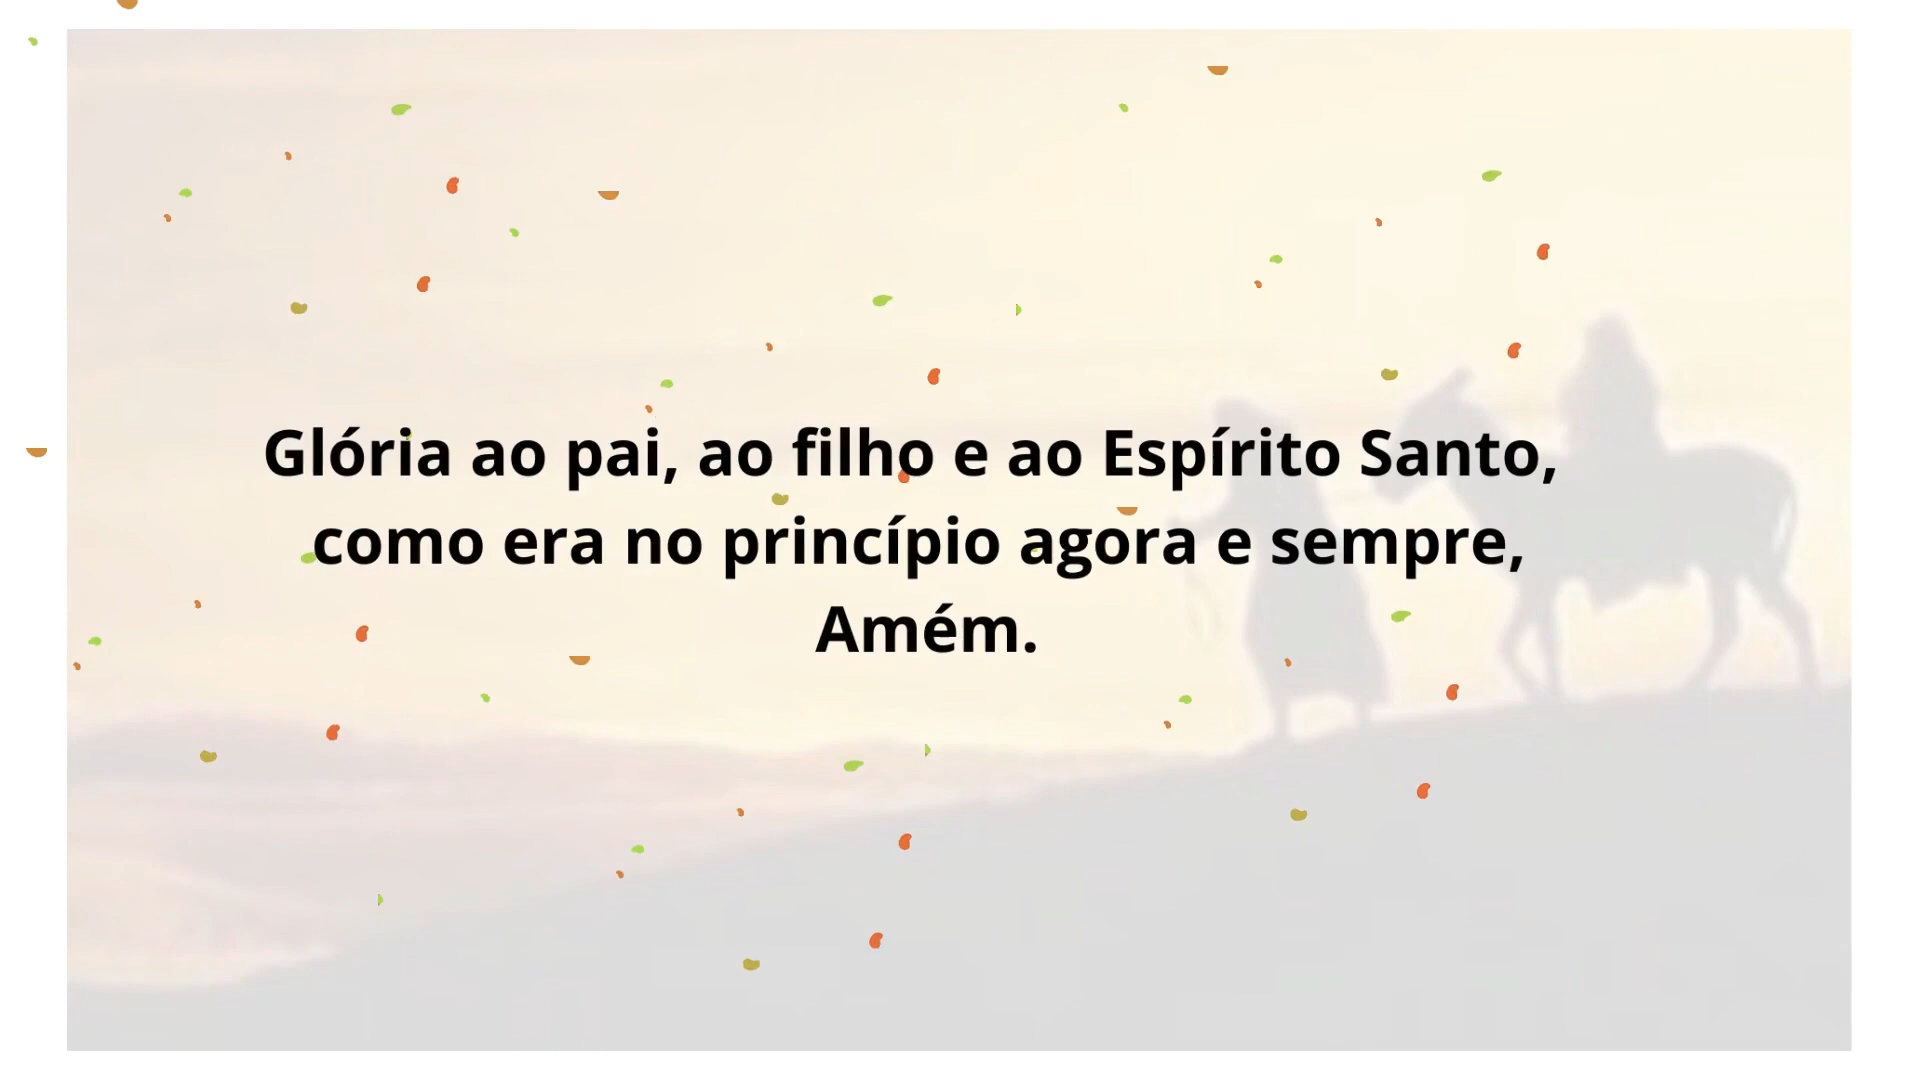 Glória ao pai, ao filho e ao Espírito Santo,
como era no princípio agora e sempre,
Amém.